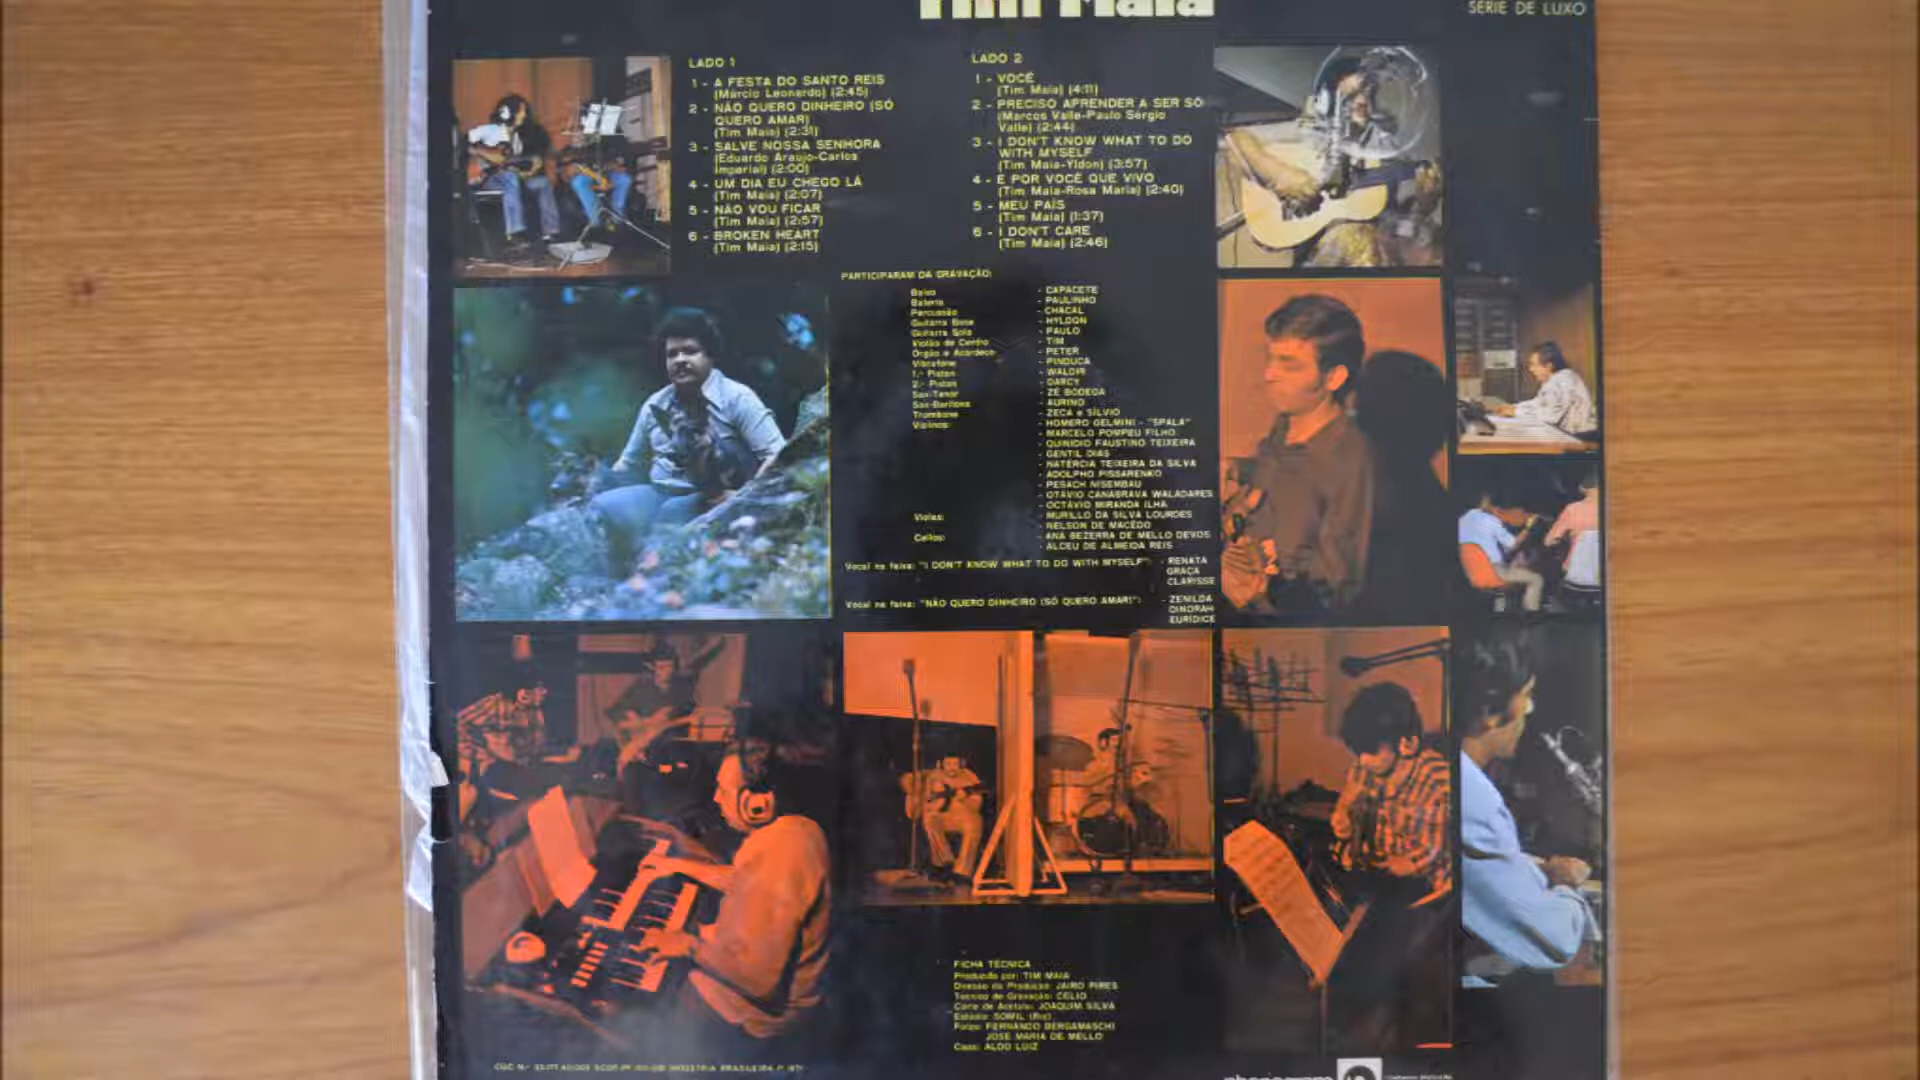 Tim Maia
SÉRIE DE LUXO
LADO 1
1 - A FESTA DO SANTO REIS
(Márcio Leonardo) (2:45)
2 - NÃO QUERO DINHEIRO (SÓ
QUERO AMAR)
(Tim Maia) (2:31)
3 - SALVE NOSSA SENHORA
(Eduardo Araujo-Carlos
Imperial) (2:00)
4 - UM DIA EU CHEGO LÁ
(Tim Maia) (2:07)
5 - NÃO VOU FICAR
(Tim Maia) (2:57)
6 - BROKEN HEART
(Tim Maia) (2:15)
LADO 2
1 - VOCÊ
(Tim Maia) (4:11)
2 - PRECISO APRENDER A SER SÓ
(Marcos Valle-Paulo Sérgio
Valle) (2:44)
3 - I DON'T KNOW WHAT TO DO
WITH MYSELF
(Tim Maia-Yldon) (3:57)
4 - E POR VOCÊ QUE VIVO
(Tim Maia-Rosa Maria) (2:40)
5 - MEU PAÍS
(Tim Maia) (1:37)
6 - I DON'T CARE
(Tim Maia) (2:46)
PARTICIPARAM DA GRAVAÇÃO:
Baixo - CAPACETE
Bateria - PAULINHO
Percussão - CHACAL
Guitarra Base - HYLDON
Guitarra Solo - PAULO
Violão de Centro - TIM
Orgão e Acordeco - PETER
Vibrafone - PINDUCA
1.º Piston - WALDIR
2.º Piston - DARCY
Sax-Tenor - ZÉ BODEGA
Sax-Barítono - AURINO
Trombone - ZECA e SÍLVIO
Violinos: - HOMERO GELMINI - "SPALA"
- MARCELO POMPEU FILHO
- QUINIDIO FAUSTINO TEIXEIRA
- GENTIL DIAS
- NATÉRCIA TEIXEIRA DA SILVA
- ADOLPHO PISSARENKO
- PESACH NISEMBAU
- OTÁVIO CANABRAVA WALADARES
- OCTÁVIO MIRANDA ILHA
Violas: - MURILLO DA SILVA LOURDES
- NELSON DE MACÊDO
Cellos: - ANA BEZERRA DE MELLO DEVOS
- ALCEU DE ALMEIDA REIS
Vocal na faixa: "I DON'T KNOW WHAT TO DO WITH MYSELF": - RENATA
GRAÇA
CLARISSE
Vocal na faixa: "NÃO QUERO DINHEIRO (SÓ QUERO AMAR)": - ZENILDA
DINORAH
EURÍDICE
FICHA TÉCNICA
Produzido por: TIM MAIA
Direção de Produção: JAIRO PIRES
Técnico de Gravação: CÉLIO
Corte de Acetato: JOAQUIM SILVA
Estúdio: SOMIL (Rio)
Fotos: FERNANDO BERGAMASCHI
JOSÉ MARIA DE MELLO
Capa: ALDO LUIZ
INDÚSTRIA BRASILEIRA
phonogram